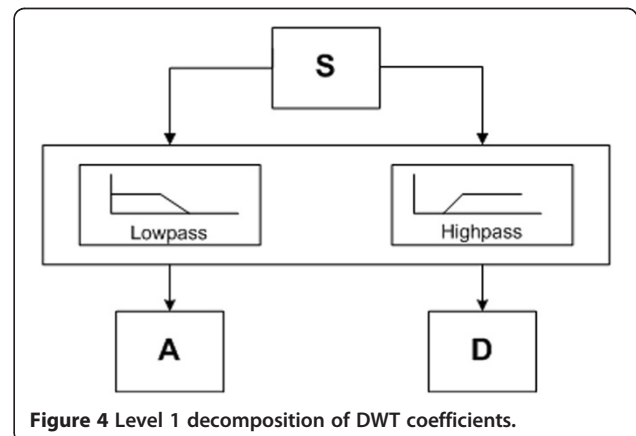 S
Lowpass
Highpass
A
D
Figure 4 Level 1 decomposition of DWT coefficients.